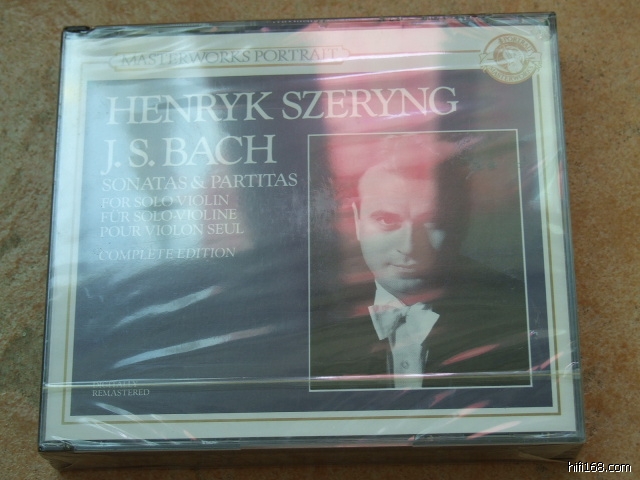 MASTERWORKS PORTRAIT
HENRYK SZERYNG
J. S. BACH
SONATAS & PARTITAS
FOR SOLO VIOLIN
FÜR SOLO-VIOLINE
POUR VIOLON SEUL
COMPLÈTE EDITION
DIGITALLY
REMASTERED
hifi168.com